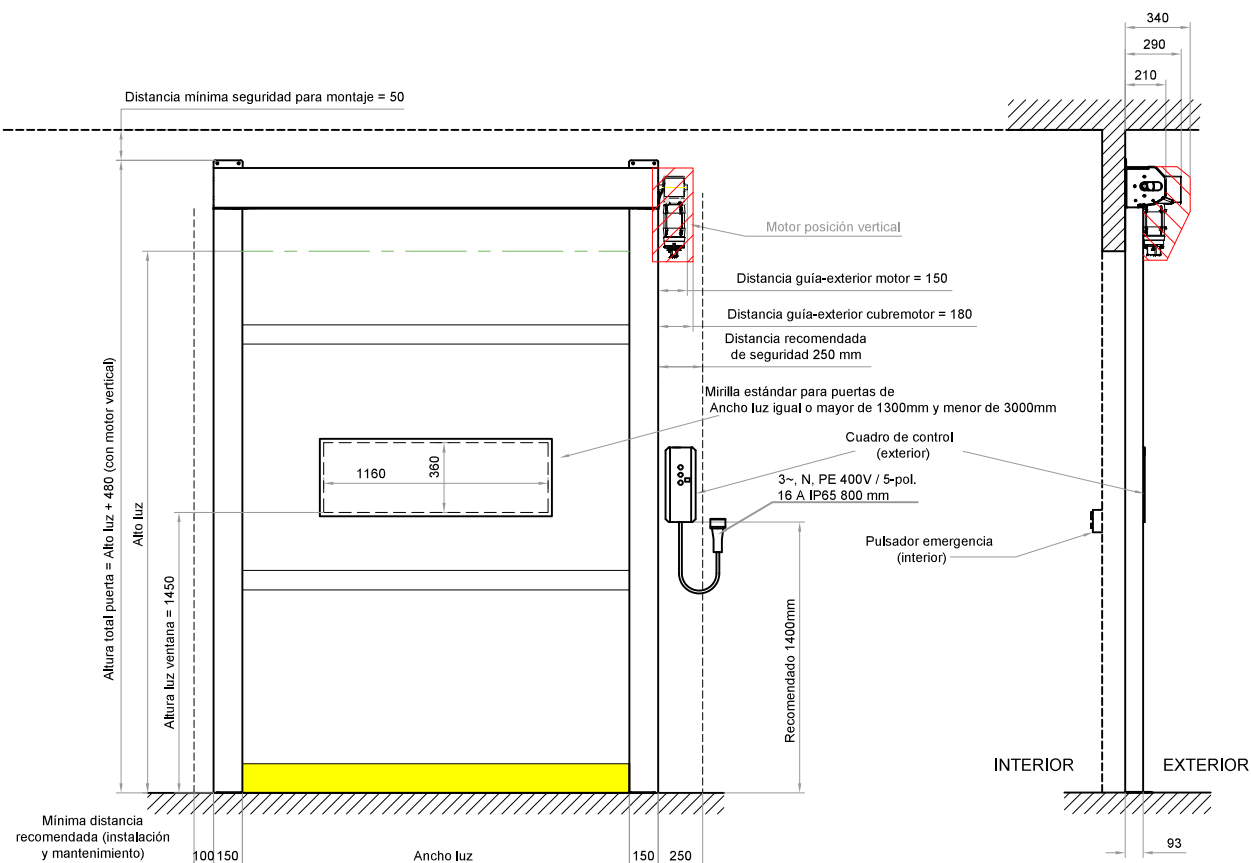 340
290
210
Distancia mínima seguridad para montaje = 50
Motor posición vertical
Distancia guía-exterior motor = 150
Distancia guía-exterior cubremotor = 180
Distancia recomendada
de seguridad 250 mm
Mirilla estándar para puertas de
Ancho luz igual o mayor de 1300mm y menor de 3000mm
Cuadro de control
(exterior)
1160
360
3~, N, PE 400V / 5-pol.
16 A IP65 800 mm
Pulsador emergencia
(interior)
Altura total puerta = Alto luz + 480 (con motor vertical)
Alto luz
Altura luz ventana = 1450
Recomendado 1400mm
INTERIOR
EXTERIOR
Mínima distancia
recomendada (instalación
y mantenimiento)
100 150
Ancho luz
150
250
93